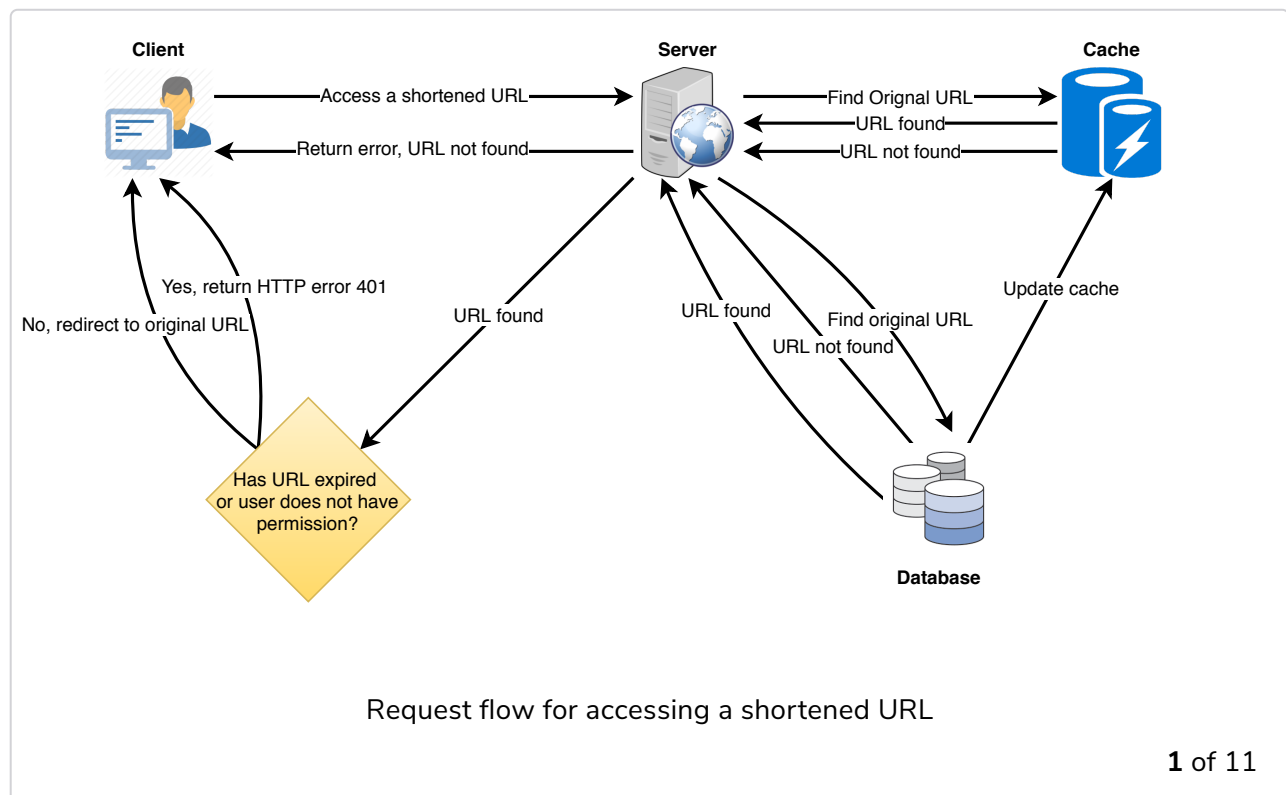 Client
Server
Cache
Access a shortened URL
Find Orignal URL
URL found
Return error, URL not found
URL not found
Yes, return HTTP error 401
No, redirect to original URL
URL found
URL found
Find original URL
URL not found
Update cache
Has URL expired
or user does not have
permission?
Database
Request flow for accessing a shortened URL
1 of 11